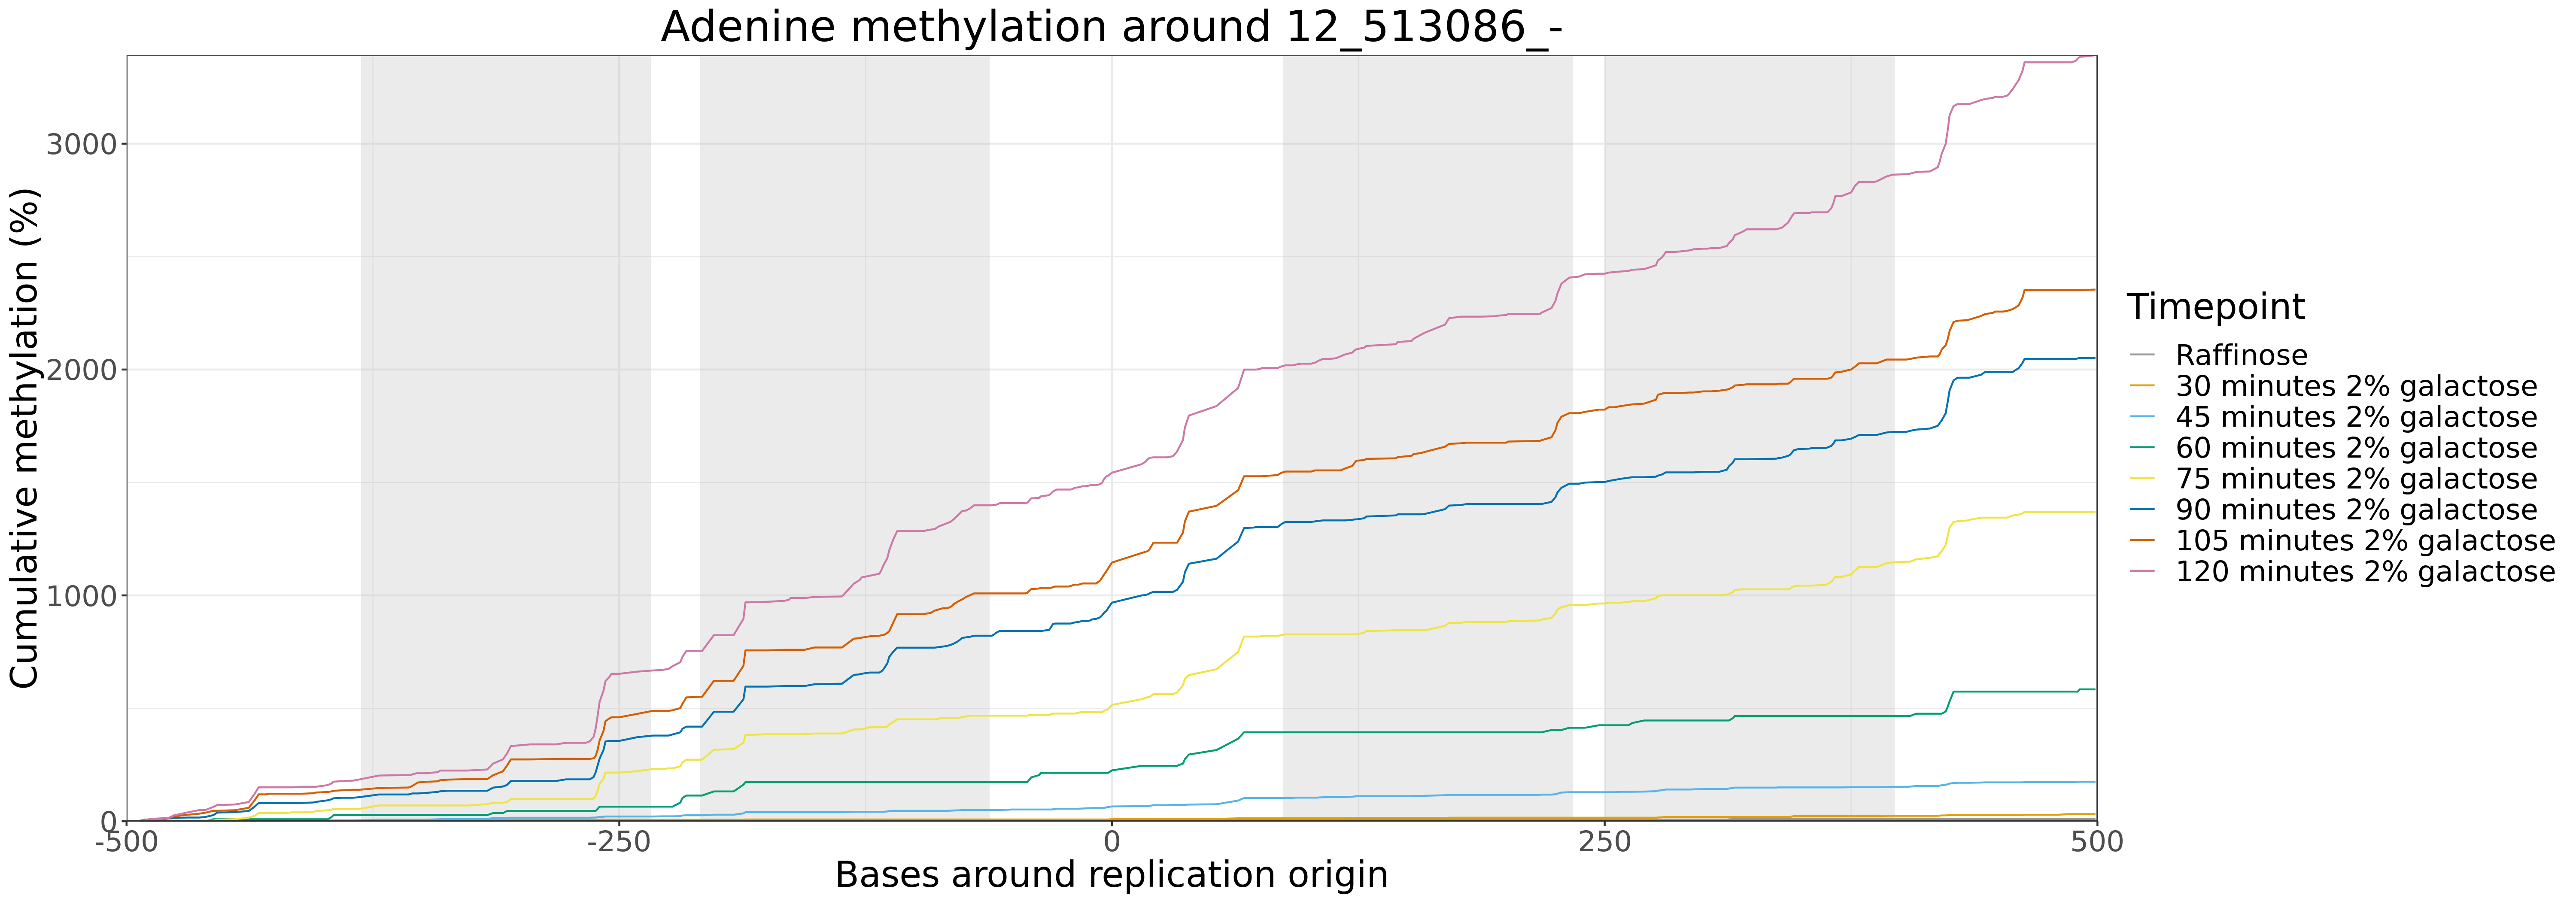 Adenine methylation around 12_513086_-
Cumulative methylation (%)
3000
2000
1000
0
-500
-250
0
250
500
Bases around replication origin
Timepoint
Raffinose
30 minutes 2% galactose
45 minutes 2% galactose
60 minutes 2% galactose
75 minutes 2% galactose
90 minutes 2% galactose
105 minutes 2% galactose
120 minutes 2% galactose